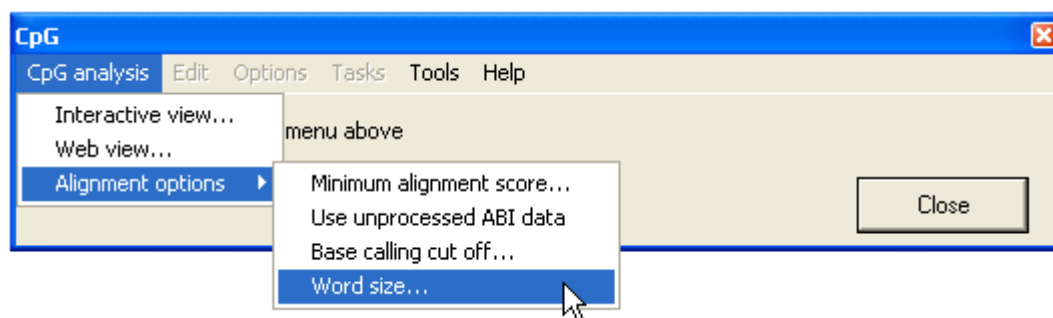 CpG
CpG analysis Edit Options Tasks Tools Help
Interactive view...
menu above
Web view...
Alignment options
Minimum alignment score...
Close
Use unprocessed ABI data
Base calling cut off...
Word size...